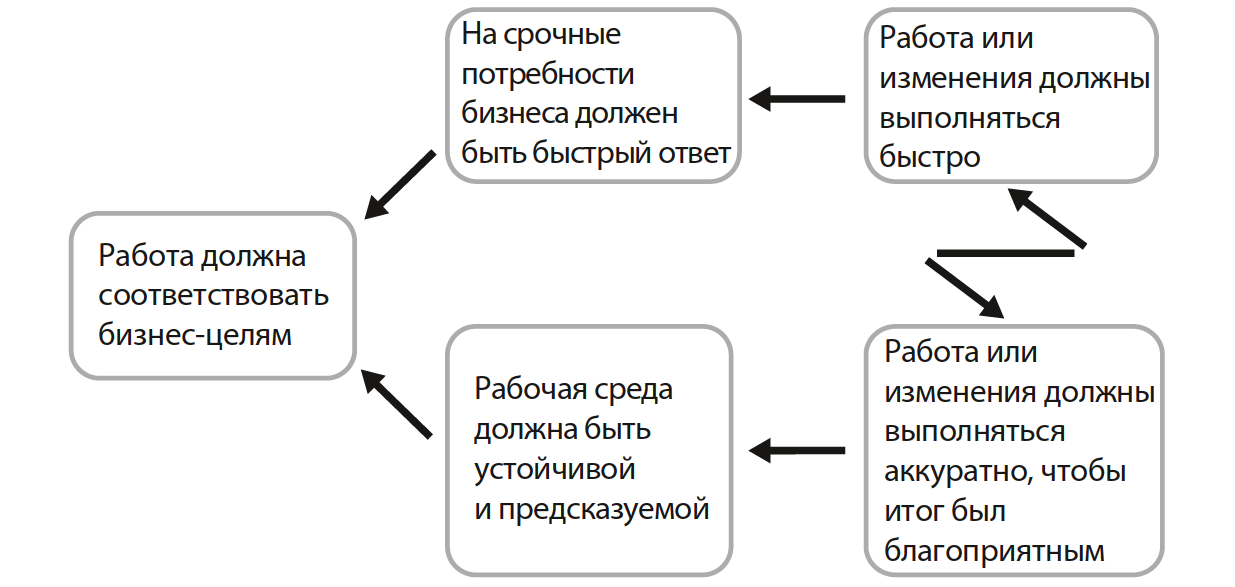 На срочные
потребности
бизнеса должен
быть быстрый ответ
Работа или
изменения должны
выполняться
быстро
Работа должна
соответствовать
бизнес-целям
Рабочая среда
должна быть
устойчивой
и предсказуемой
Работа или
изменения должны
выполняться
аккуратно, чтобы
итог был
благоприятным